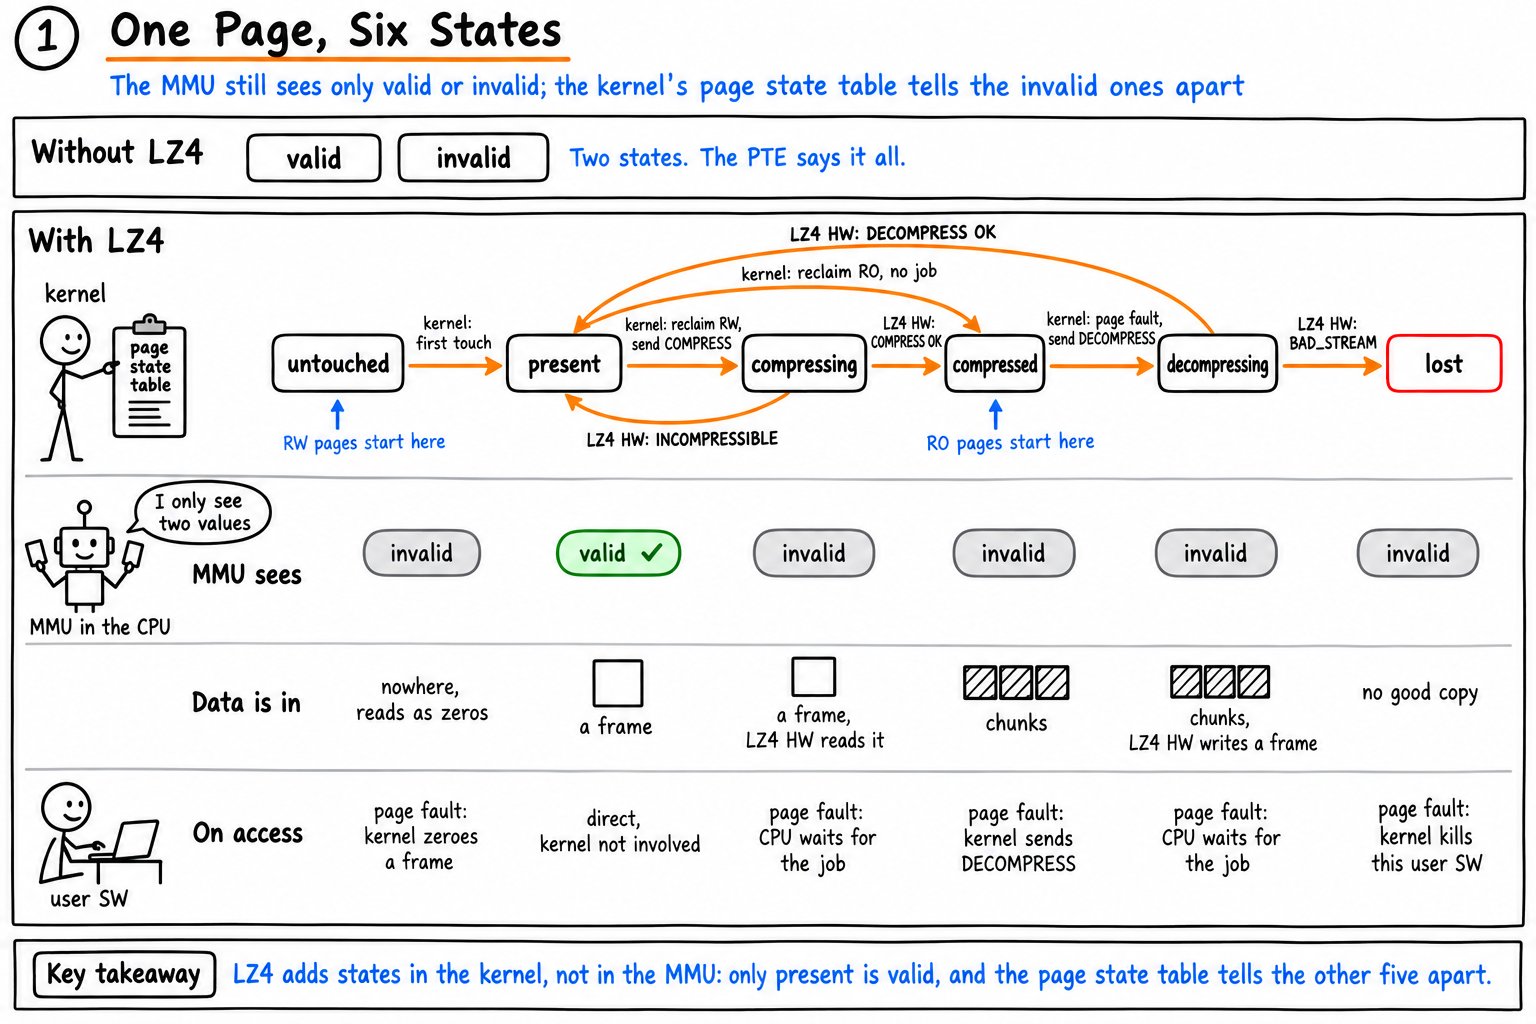 1 One Page, Six States
The MMU still sees only valid or invalid; the kernel's page state table tells the invalid ones apart
Without LZ4
valid
invalid
Two states. The PTE says it all.
With LZ4
kernel
page
state
table
LZ4 HW: DECOMPRESS OK
kernel: reclaim RO, no job
untouched
kernel:
first touch
present
kernel: reclaim RW,
send COMPRESS
compressing
LZ4 HW:
COMPRESS OK
compressed
kernel: page fault,
send DECOMPRESS
decompressing
LZ4 HW:
BAD_STREAM
lost
RW pages start here
LZ4 HW: INCOMPRESSIBLE
RO pages start here
I only see
two values
MMU in the CPU
MMU sees
invalid
valid ✓
invalid
invalid
invalid
invalid
Data is in
nowhere,
reads as zeros
a frame
a frame,
LZ4 HW reads it
chunks
chunks,
LZ4 HW writes a frame
no good copy
user SW
On access
page fault:
kernel zeroes
a frame
direct,
kernel not involved
page fault:
CPU waits for
the job
page fault:
kernel sends
DECOMPRESS
page fault:
CPU waits for
the job
page fault:
kernel kills
this user SW
Key takeaway
LZ4 adds states in the kernel, not in the MMU: only present is valid, and the page state table tells the other five apart.